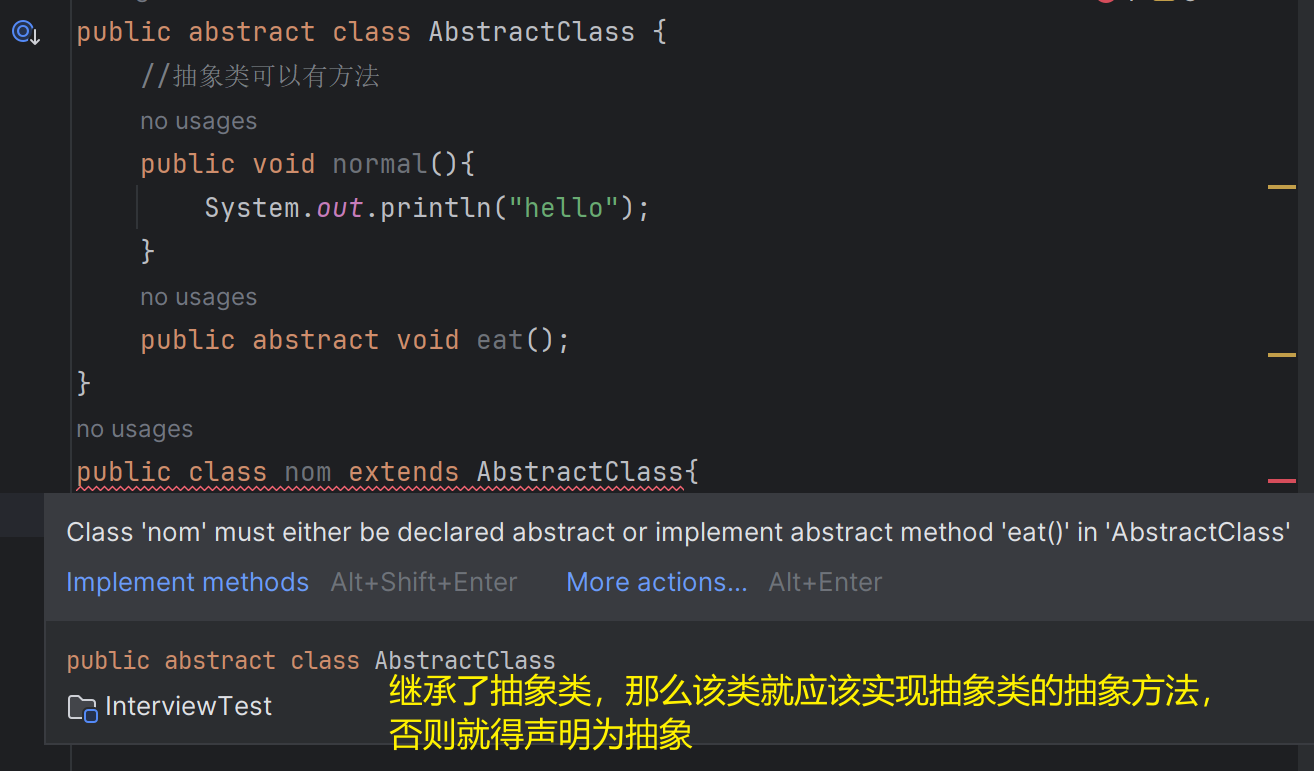 public abstract class AbstractClass {
//抽象类可以有方法
no usages
public void normal(){
System.out.println("hello");
}
no usages
public abstract void eat();
}
no usages
public class nom extends AbstractClass{
Class 'nom' must either be declared abstract or implement abstract method 'eat()' in 'AbstractClass'
Implement methods Alt+Shift+Enter More actions... Alt+Enter
public abstract class AbstractClass
InterviewTest
继承了抽象类，那么该类就应该实现抽象类的抽象方法，
否则就得声明为抽象